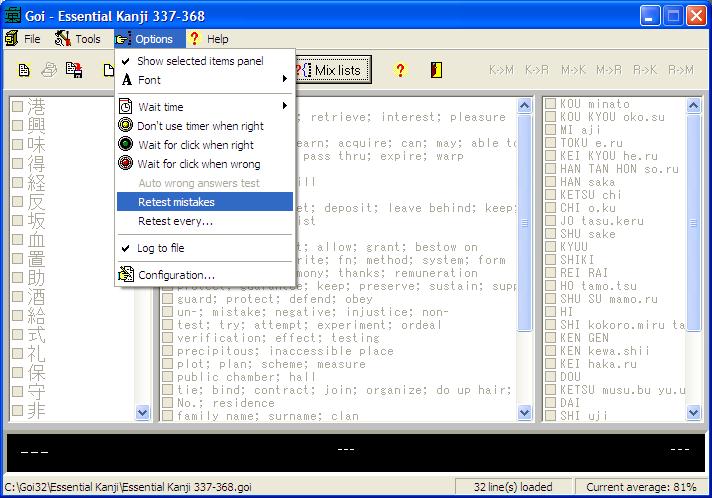 Goi - Essential Kanji 337-368
File Tools Options Help
Mix lists K->M K->R M->K M->R R->K R->M
Show selected items panel
Font
Wait time
Don't use timer when right
Wait for click when right
Wait for click when wrong
Auto wrong answers test
Retest mistakes
Retest every...
Log to file
Configuration...
港
興
味
得
経
反
坂
血
置
助
酒
給
式
礼
保
守
非
; retrieve; interest; pleasure
earn; acquire; can; may; able to
pass thru; expire; warp
ill
et; deposit; leave behind; keep;
ist
t; allow; grant; bestow on
rite; fn; method; system; form
mony; thanks; remuneration
protect; guarantee; keep; preserve; sustain; supp
guard; protect; defend; obey
un-; mistake; negative; injustice; non-
test; try; attempt; experiment; ordeal
verification; effect; testing
precipitous; inaccessible place
plot; plan; scheme; measure
public chamber; hall
tie; bind; contract; join; organize; do up hair;
No.; residence
family name; surname; clan
KOU minato
KOU KYOU oko.su
MI aji
TOKU e.ru
KEI KYOU he.ru
HAN TAN HON so.ru
HAN saka
KETSU chi
CHI o.ku
JO tasu.keru
SHU sake
KYUU
SHIKI
REI RAI
HO tamo.tsu
SHU SU mamo.ru
HI
SHI kokoro.miru ta
KEN GEN
KEN kewa.shii
KEI haka.ru
DOU
KETSU musu.bu yu.u
DAI
SHI uji
--- --- ---
C:\Goi32\Essential Kanji\Essential Kanji 337-368.goi 32 line(s) loaded Current average: 81%